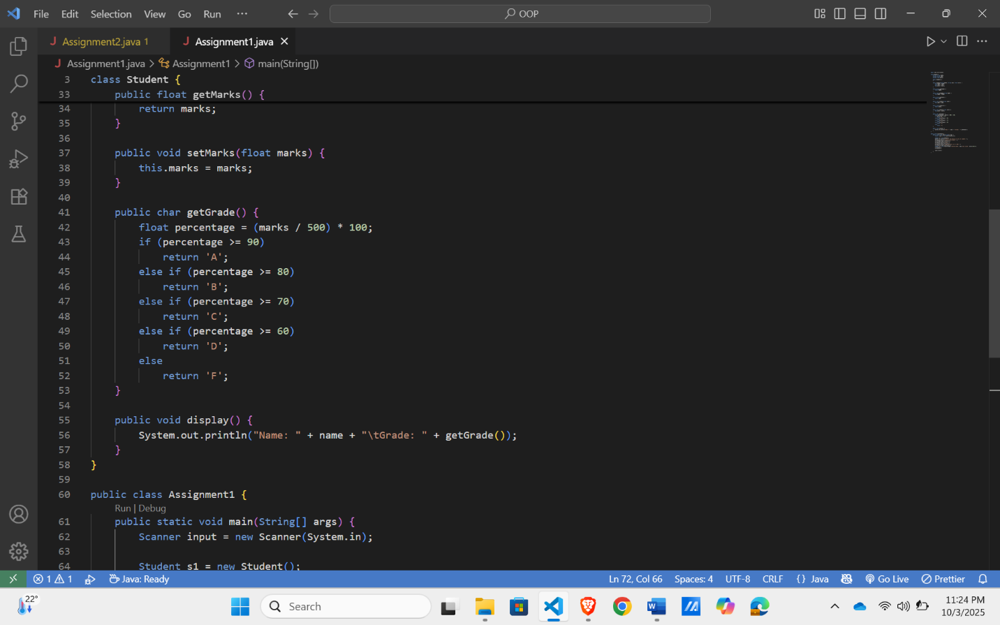 File Edit Selection View Go Run ··· OOP
Assignment2.java 1 Assignment1.java
Assignment1.java > Assignment1 > main(String[])
3 class Student {
33 public float getMarks() {
34 return marks;
35 }
36
37 public void setMarks(float marks) {
38 this.marks = marks;
39 }
40
41 public char getGrade() {
42 float percentage = (marks / 500) * 100;
43 if (percentage >= 90)
44 return 'A';
45 else if (percentage >= 80)
46 return 'B';
47 else if (percentage >= 70)
48 return 'C';
49 else if (percentage >= 60)
50 return 'D';
51 else
52 return 'F';
53 }
54
55 public void display() {
56 System.out.println("Name: " + name + "\tGrade: " + getGrade());
57 }
58 }
59
60 public class Assignment1 {
Run | Debug
61 public static void main(String[] args) {
62 Scanner input = new Scanner(System.in);
63
64 Student s1 = new Student();
1 1 Java: Ready Ln 72, Col 66 Spaces: 4 UTF-8 CRLF {} Java Go Live Prettier
22° Search 11:24 PM
10/3/2025